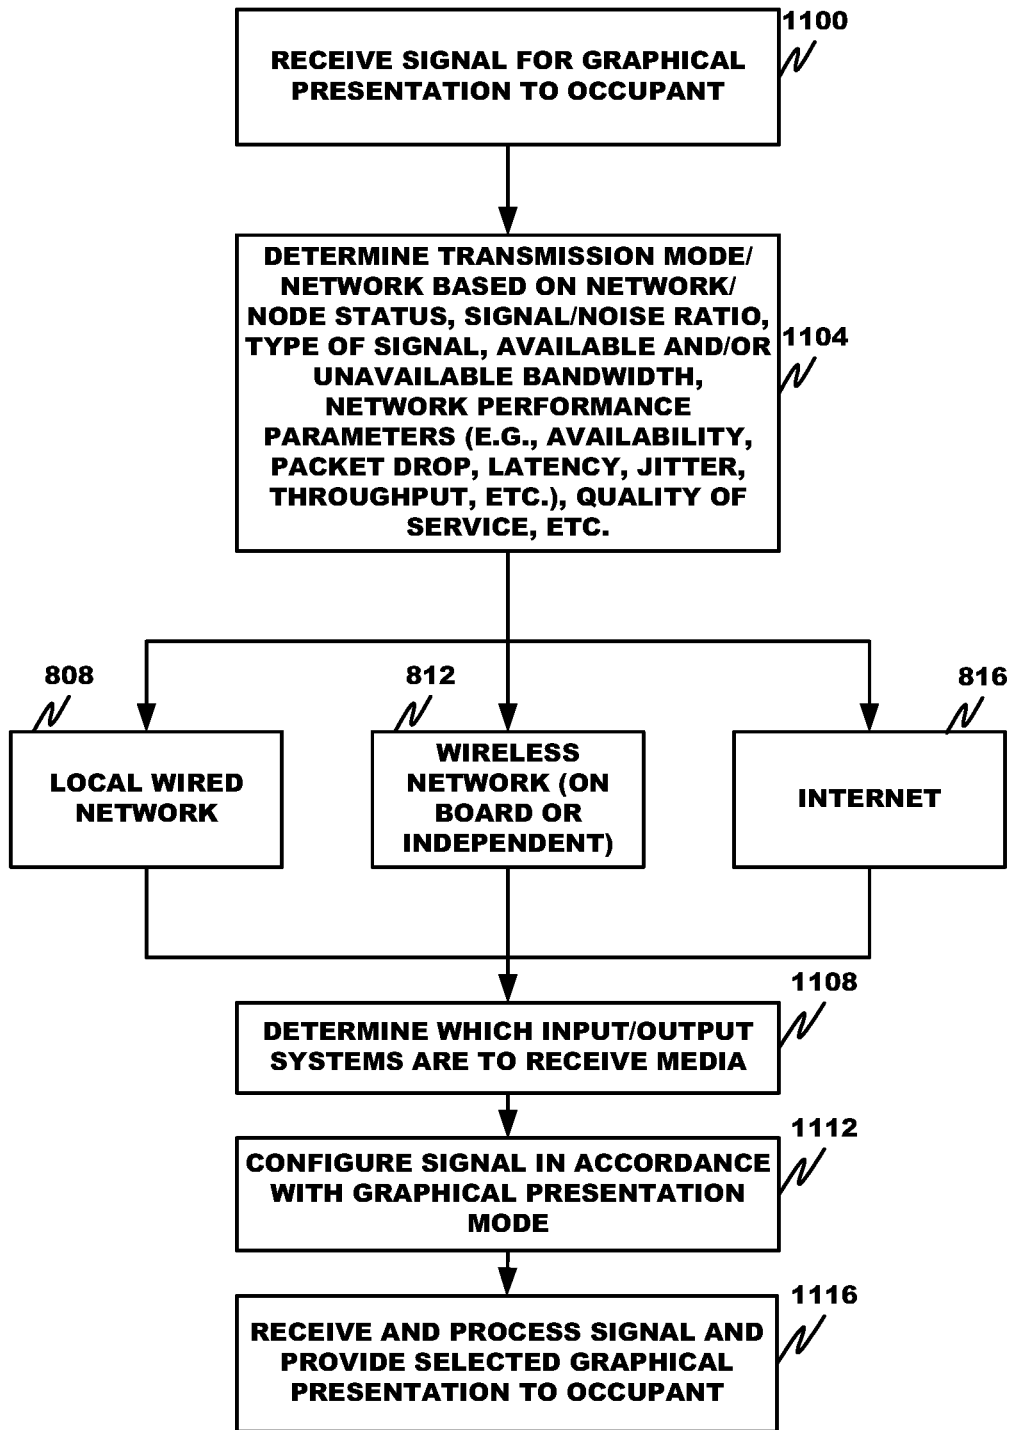 1100
RECEIVE SIGNAL FOR GRAPHICAL
PRESENTATION TO OCCUPANT
1104
DETERMINE TRANSMISSION MODE/
NETWORK BASED ON NETWORK/
NODE STATUS, SIGNAL/NOISE RATIO,
TYPE OF SIGNAL, AVAILABLE AND/OR
UNAVAILABLE BANDWIDTH,
NETWORK PERFORMANCE
PARAMETERS (E.G., AVAILABILITY,
PACKET DROP, LATENCY, JITTER,
THROUGHPUT, ETC.), QUALITY OF
SERVICE, ETC.
808
LOCAL WIRED
NETWORK
812
WIRELESS
NETWORK (ON
BOARD OR
INDEPENDENT)
816
INTERNET
1108
DETERMINE WHICH INPUT/OUTPUT
SYSTEMS ARE TO RECEIVE MEDIA
1112
CONFIGURE SIGNAL IN ACCORDANCE
WITH GRAPHICAL PRESENTATION
MODE
1116
RECEIVE AND PROCESS SIGNAL AND
PROVIDE SELECTED GRAPHICAL
PRESENTATION TO OCCUPANT